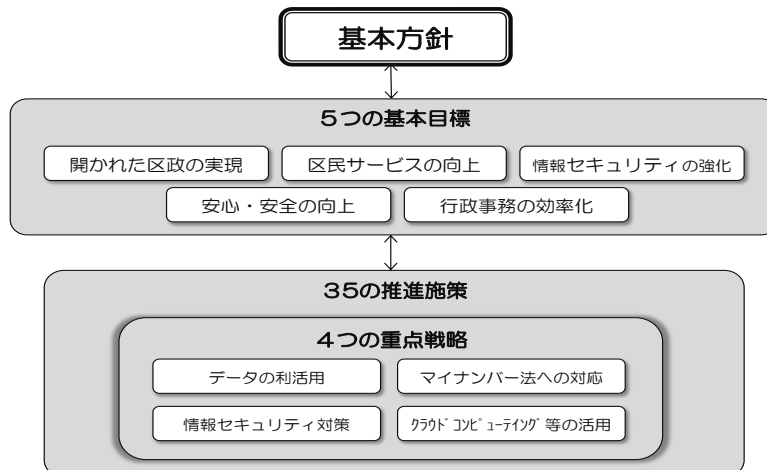 基本方針
5つの基本目標
開かれた区政の実現
区民サービスの向上
情報セキュリティの強化
安心・安全の向上
行政事務の効率化
35の推進施策
4つの重点戦略
データの利活用
マイナンバー法への対応
情報セキュリティ対策
ｸﾗｳﾄﾞｺﾝﾋﾟｭｰﾃｲﾝｸﾞ等の活用